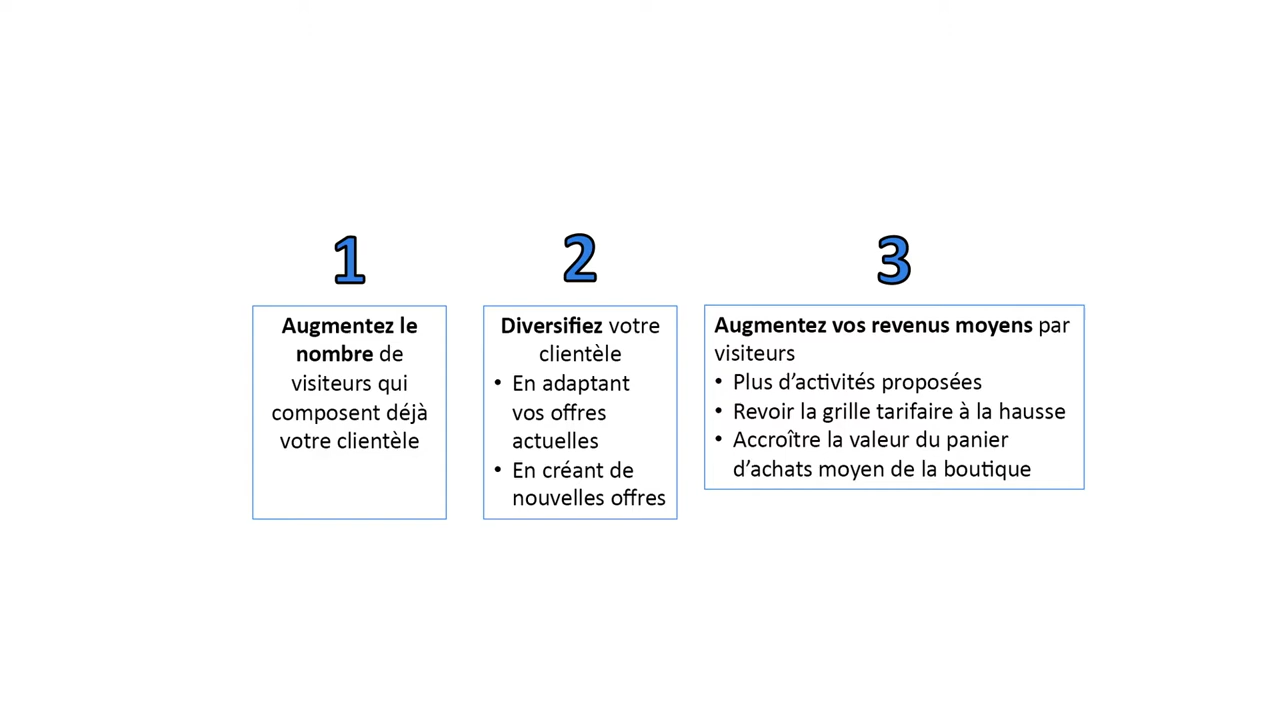 1
Augmentez le
nombre de
visiteurs qui
composent déjà
votre clientèle
2
Diversifiez votre
clientèle
• En adaptant
vos offres
actuelles
• En créant de
nouvelles offres
3
Augmentez vos revenus moyens par
visiteurs
• Plus d’activités proposées
• Revoir la grille tarifaire à la hausse
• Accroître la valeur du panier
d’achats moyen de la boutique